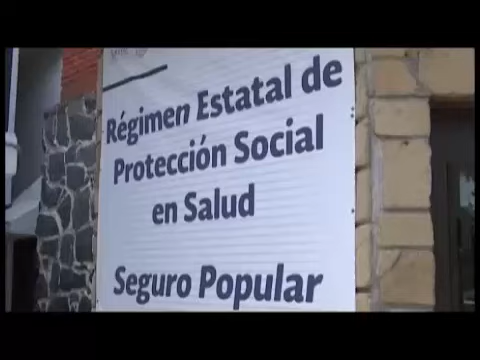 Régimen Estatal de
Protección Social
en Salud
Seguro Popular